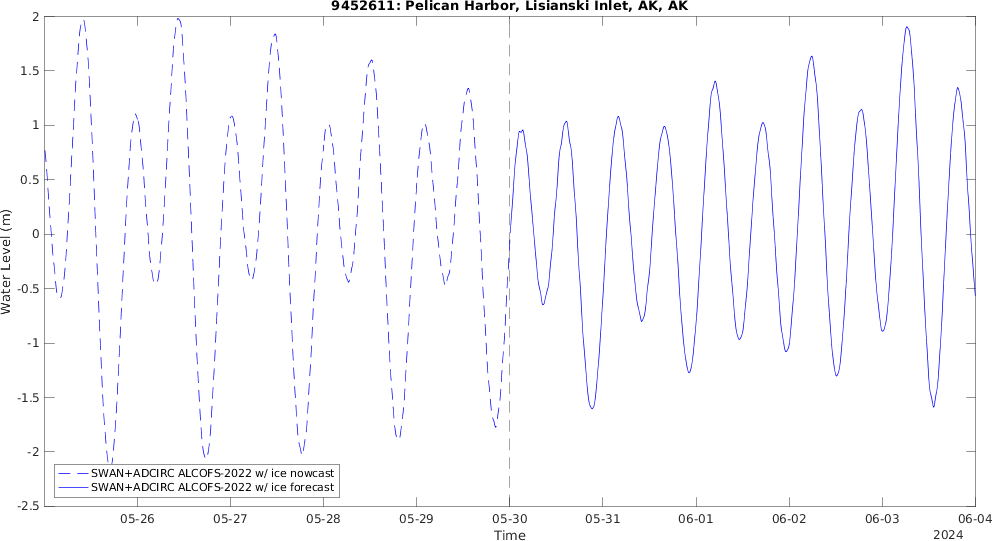 9452611: Pelican Harbor, Lisianski Inlet, AK, AK
2
1.5
1
0.5
0
-0.5
-1
-1.5
-2
-2.5
Water Level (m)
SWAN+ADCIRC ALCOFS-2022 w/ ice nowcast
SWAN+ADCIRC ALCOFS-2022 w/ ice forecast
05-26 05-27 05-28 05-29 05-30 05-31 06-01 06-02 06-03 06-04
Time
2024